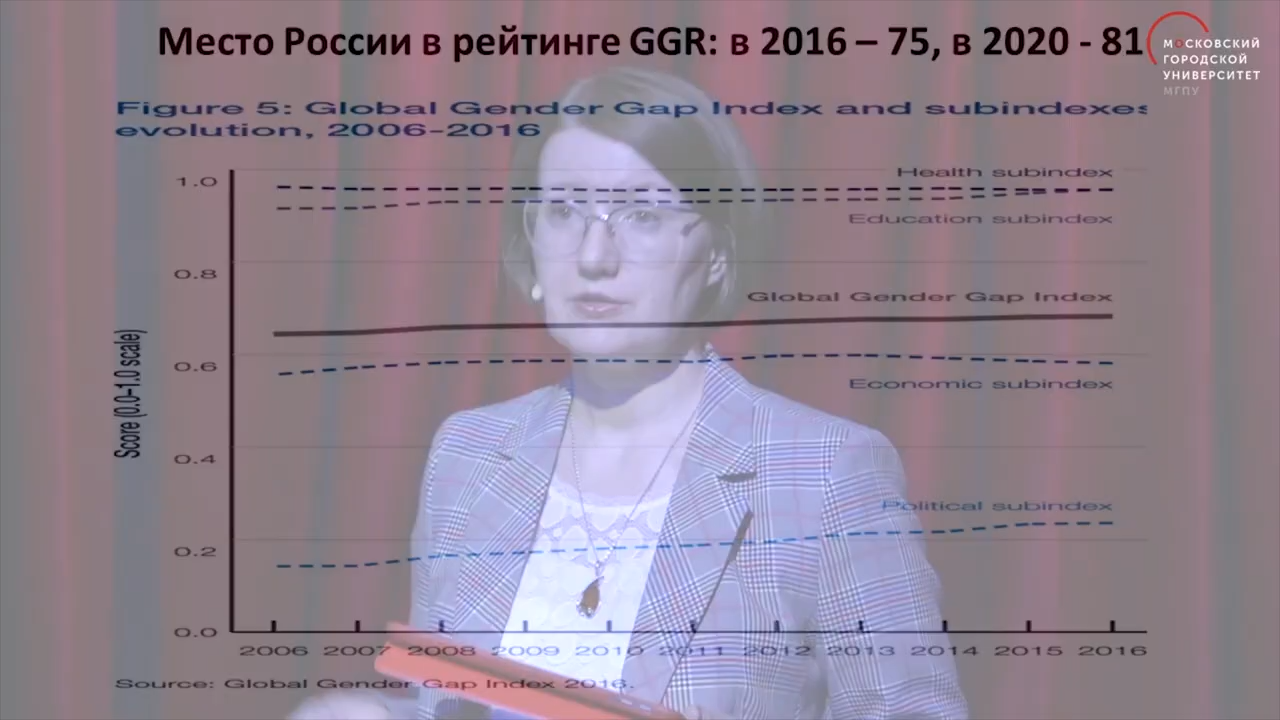 Место России в рейтинге GGR: в 2016 – 75, в 2020 - 81
МОСКОВСКИЙ
ГОРОДСКОЙ
УНИВЕРСИТЕТ
МГПУ
Figure 5: Global Gender Gap Index and subindexes
evolution, 2006-2016
Health subindex
1.0
Education subindex
0.8
Global Gender Gap Index
0.6
Economic subindex
Score (0.0-1.0 scale)
0.4
Political subindex
0.2
0.0
2006 2007 2008 2009 2010 2011 2012 2013 2014 2015 2016
Source: Global Gender Gap Index 2016.